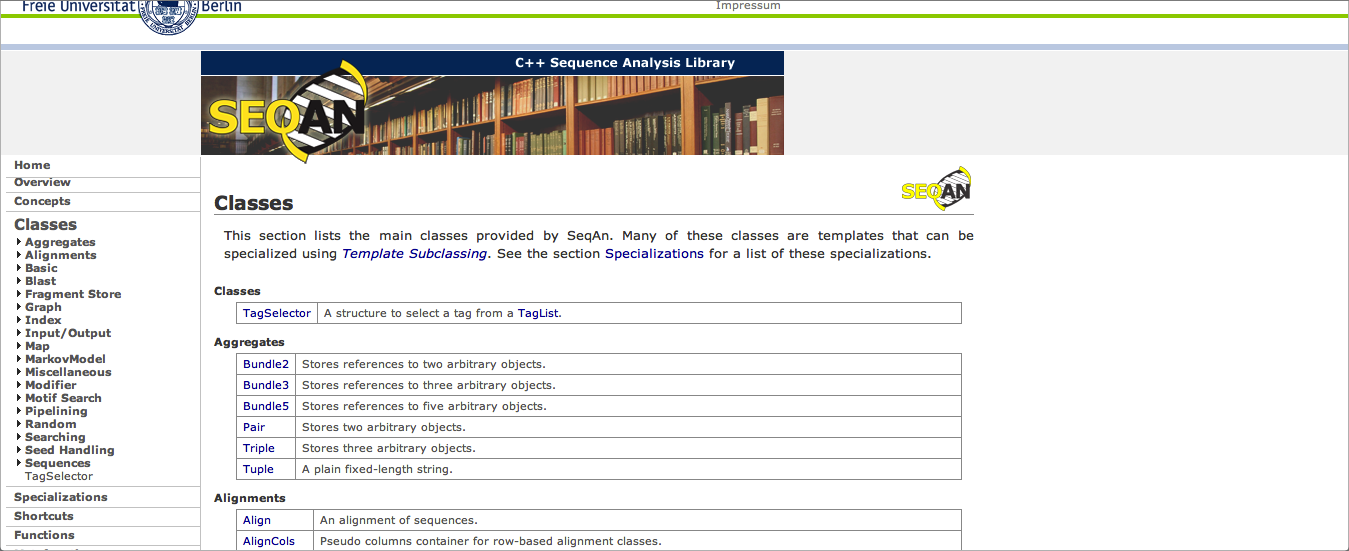 Freie Universität Berlin
Impressum
C++ Sequence Analysis Library
SEQAN
Home
Overview
Concepts
Classes
Aggregates
Alignments
Basic
Blast
Fragment Store
Graph
Index
Input/Output
Map
MarkovModel
Miscellaneous
Modifier
Motif Search
Pipelining
Random
Searching
Seed Handling
Sequences
TagSelector
Specializations
Shortcuts
Functions
SEQAN
Classes
This section lists the main classes provided by SeqAn. Many of these classes are templates that can be
specialized using Template Subclassing. See the section Specializations for a list of these specializations.
Classes
TagSelector A structure to select a tag from a TagList.
Aggregates
Bundle2 Stores references to two arbitrary objects.
Bundle3 Stores references to three arbitrary objects.
Bundle5 Stores references to five arbitrary objects.
Pair Stores two arbitrary objects.
Triple Stores three arbitrary objects.
Tuple A plain fixed-length string.
Alignments
Align An alignment of sequences.
AlignCols Pseudo columns container for row-based alignment classes.